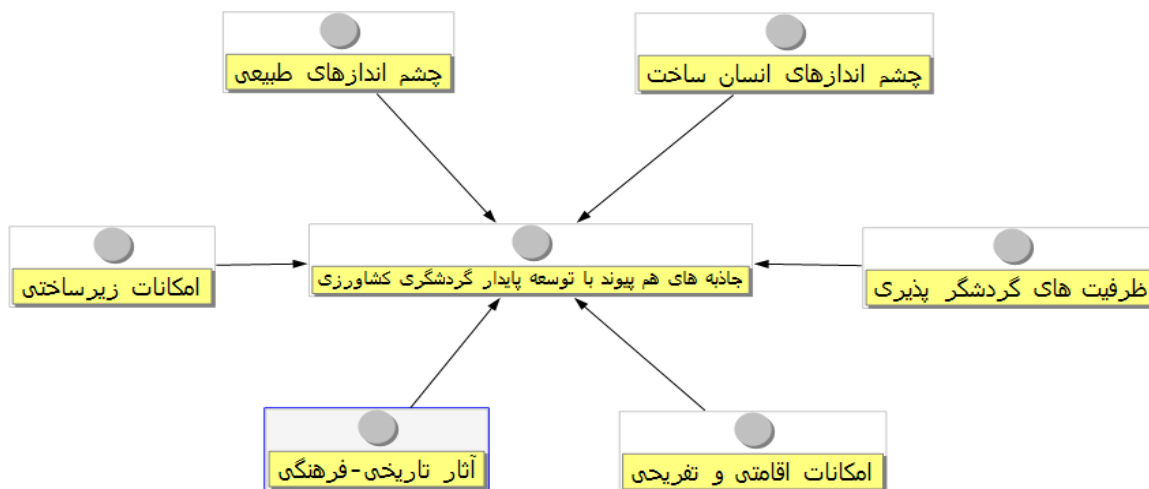 چشم اندازهای انسان ساخت
چشم اندازهای طبیعی
ظرفیت های گردشگر پذیری
جاذبه های هم پیوند با توسعه پایدار گردشگری کشاورزی
امکانات زیرساختی
امکانات اقامتی و تفریحی
آثار تاریخی-فرهنگی